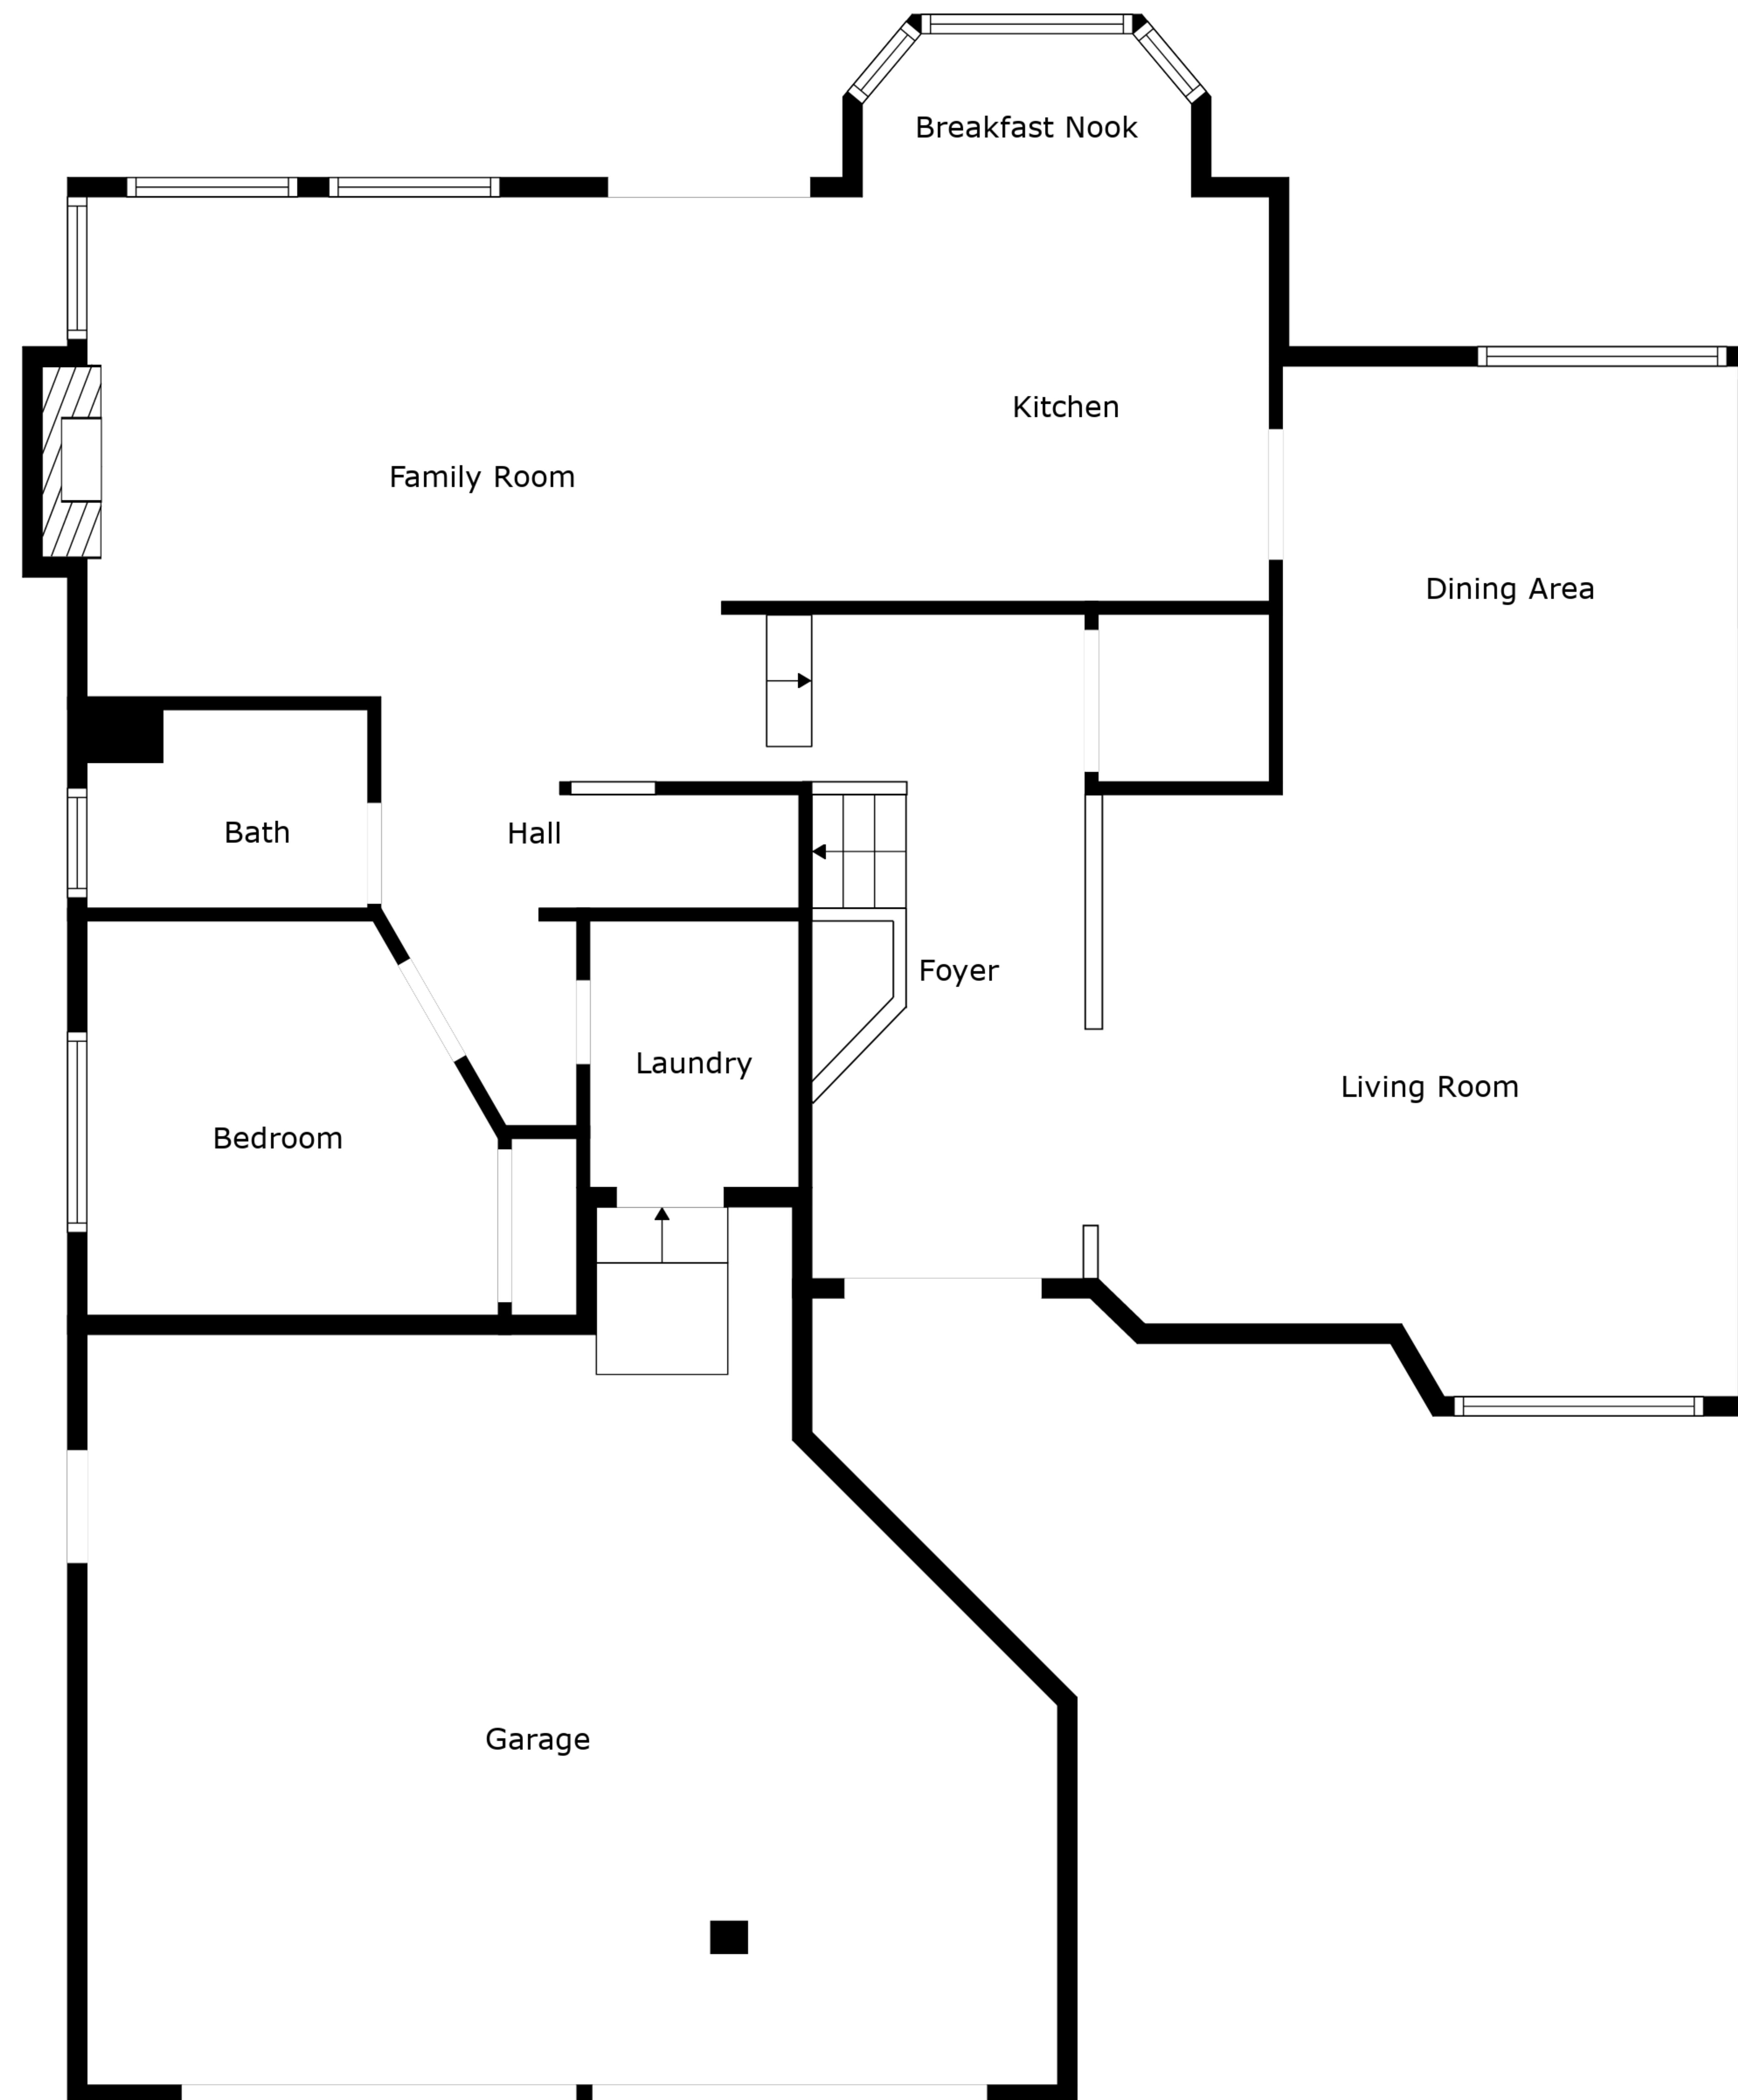 Breakfast Nook
Kitchen
Family Room
Dining Area
Bath
Hall
Foyer
Laundry
Living Room
Bedroom
Garage